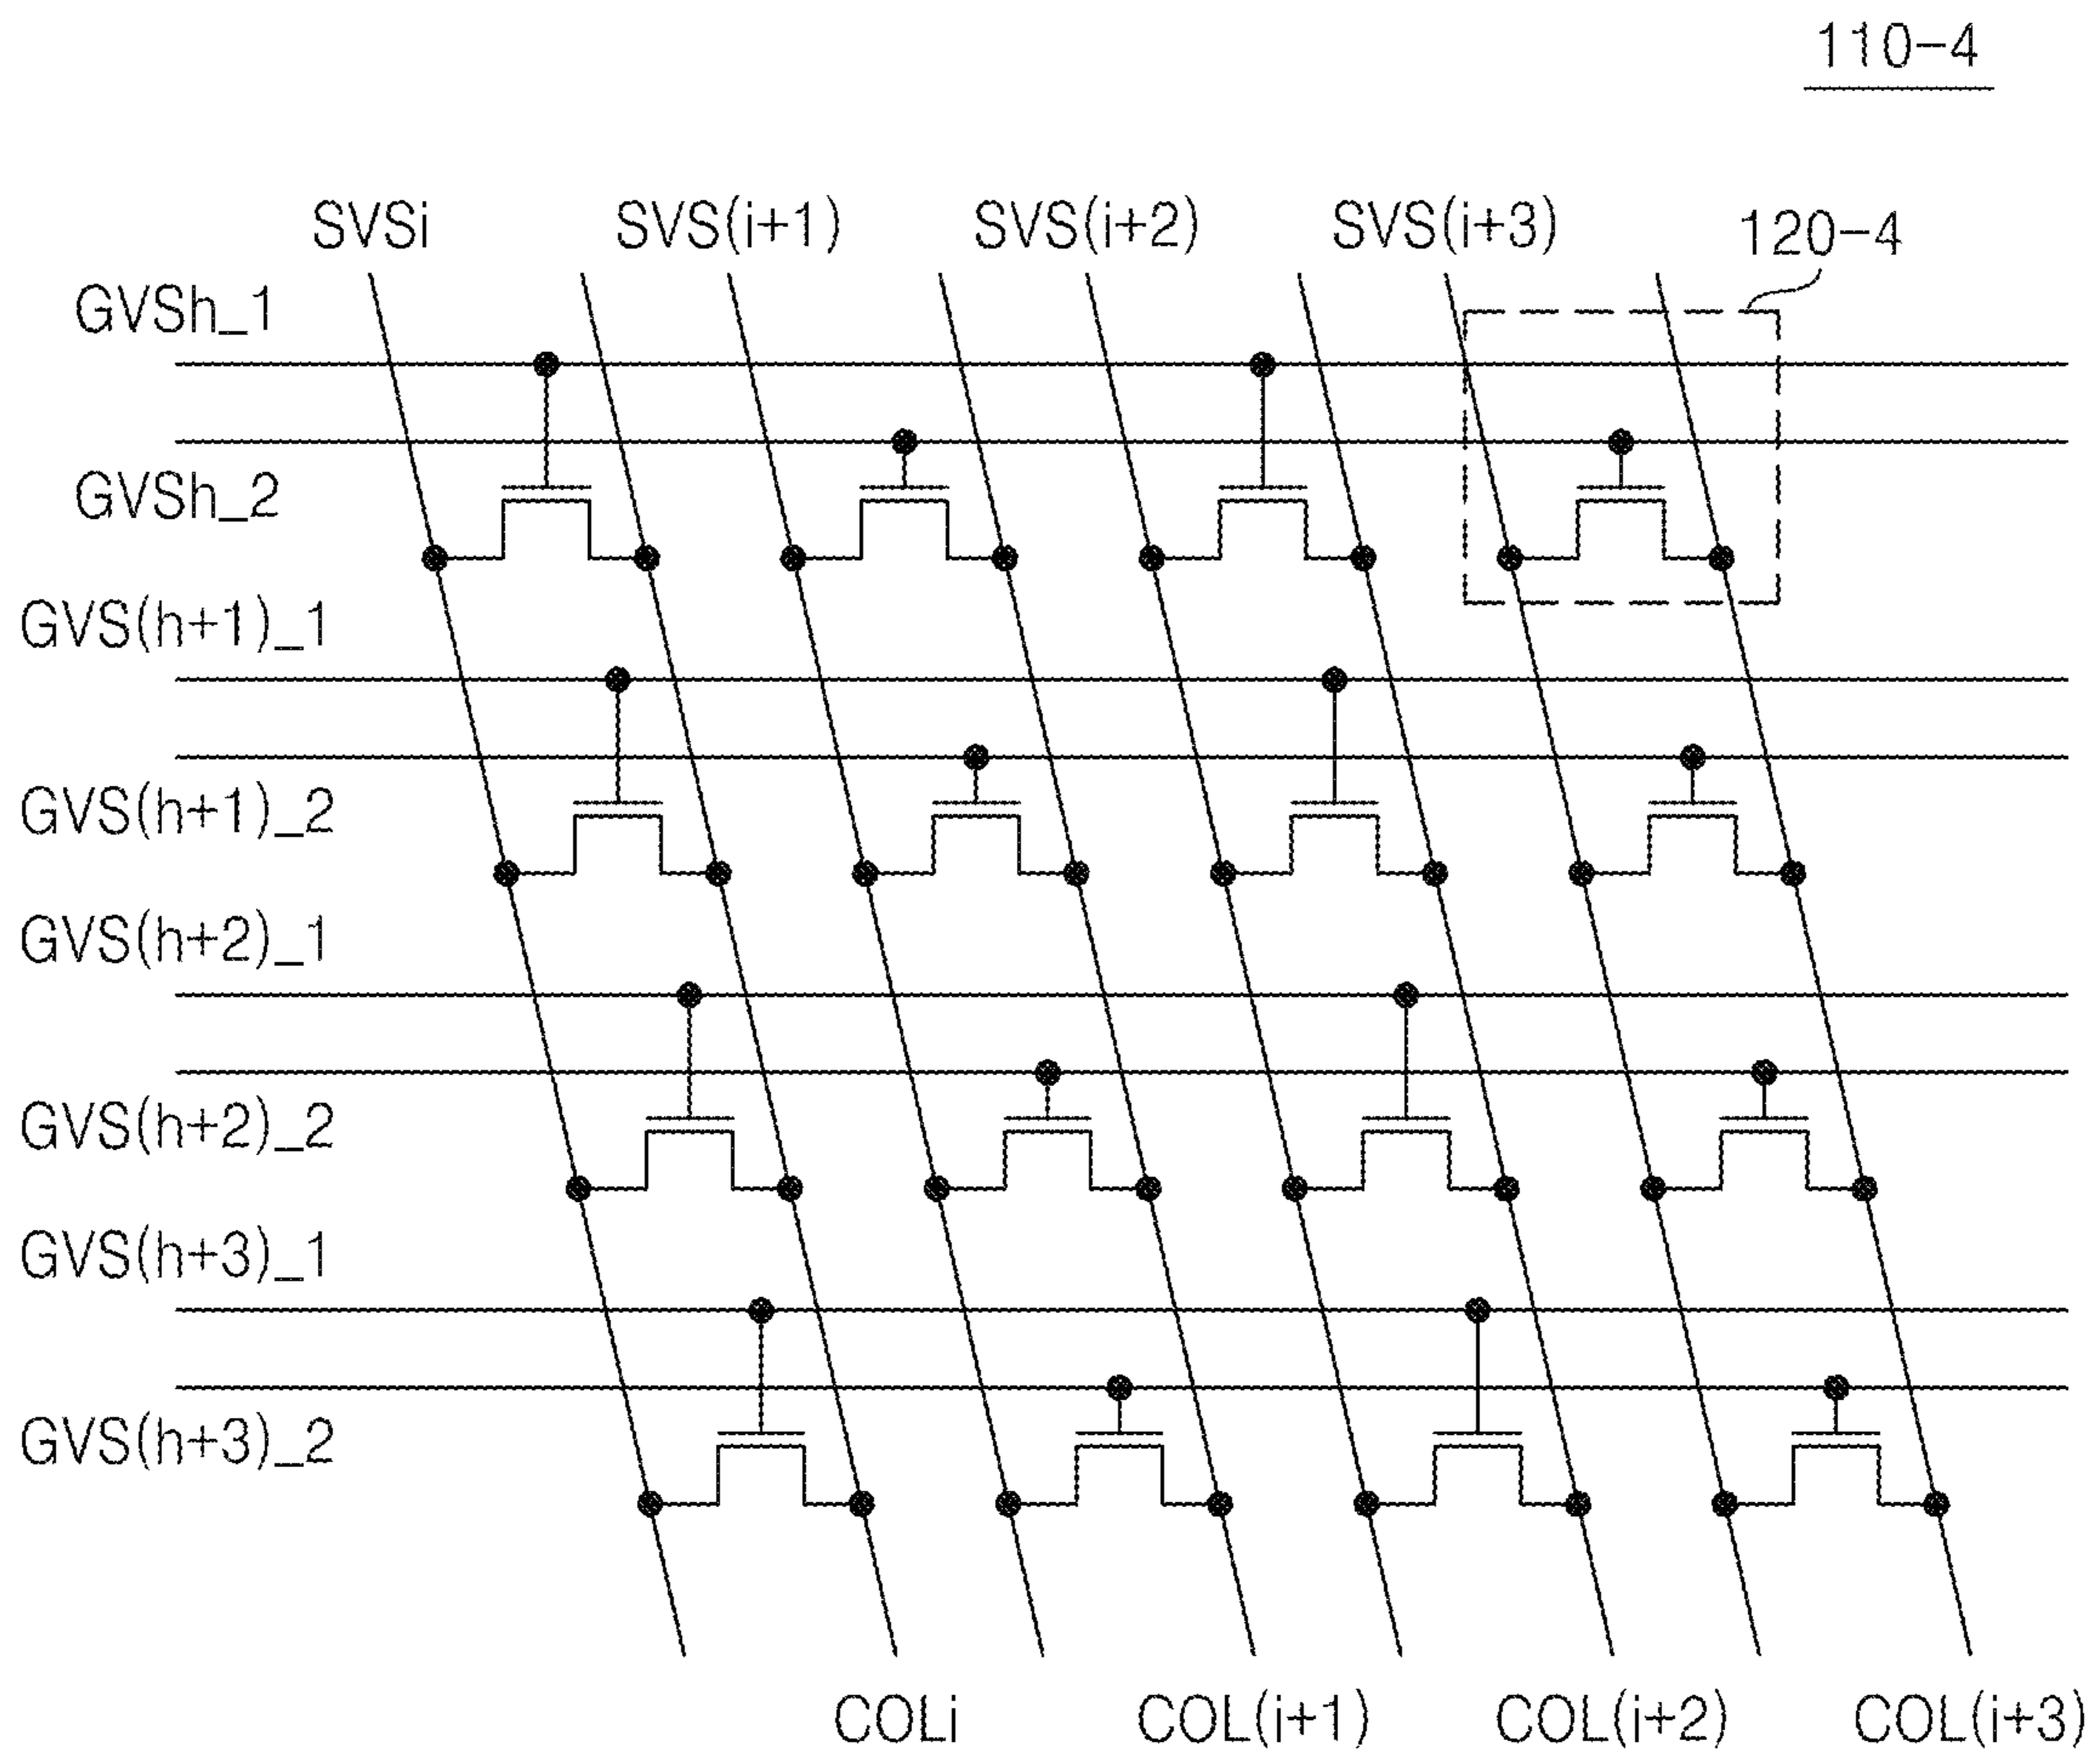 110-4
SVSi SVS(i+1) SVS(i+2) SVS(i+3) 120-4
GVSh_1
GVSh_2
GVS(h+1)_1
GVS(h+1)_2
GVS(h+2)_1
GVS(h+2)_2
GVS(h+3)_1
GVS(h+3)_2
COLi COL(i+1) COL(i+2) COL(i+3)